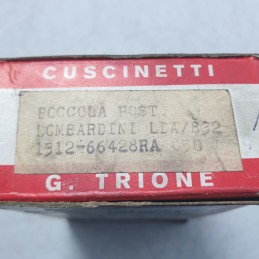 CUSCINETTI
BOCCOLA POST.
LOMBARDINI LDA/832
1512-66428RA
G. TRIONE